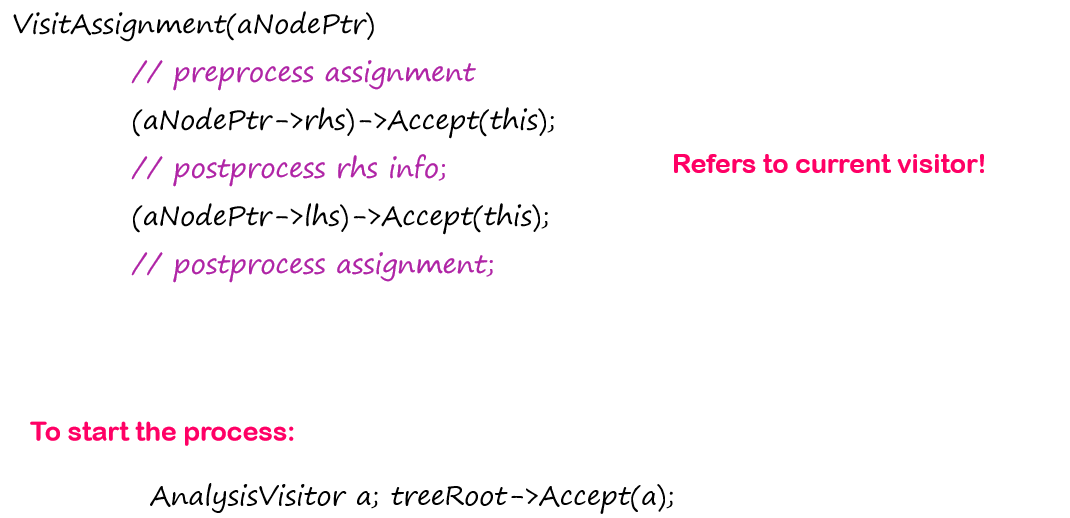 VisitAssignment(aNodePtr)
// preprocess assignment
(aNodePtr->rhs)->Accept(this);
// postprocess rhs info;
Refers to current visitor!
(aNodePtr->lhs)->Accept(this);
// postprocess assignment;
To start the process:
AnalysisVisitor a; treeRoot->Accept(a);